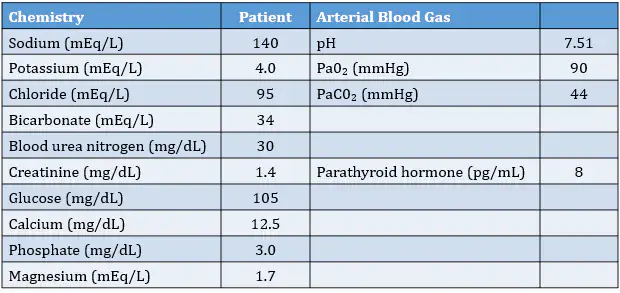 Chemistry Patient Arterial Blood Gas
Sodium (mEq/L) 140 pH 7.51
Potassium (mEq/L) 4.0 Pa0₂ (mmHg) 90
Chloride (mEq/L) 95 PaC0₂ (mmHg) 44
Bicarbonate (mEq/L) 34
Blood urea nitrogen (mg/dL) 30
Creatinine (mg/dL) 1.4 Parathyroid hormone (pg/mL) 8
Glucose (mg/dL) 105
Calcium (mg/dL) 12.5
Phosphate (mg/dL) 3.0
Magnesium (mEq/L) 1.7